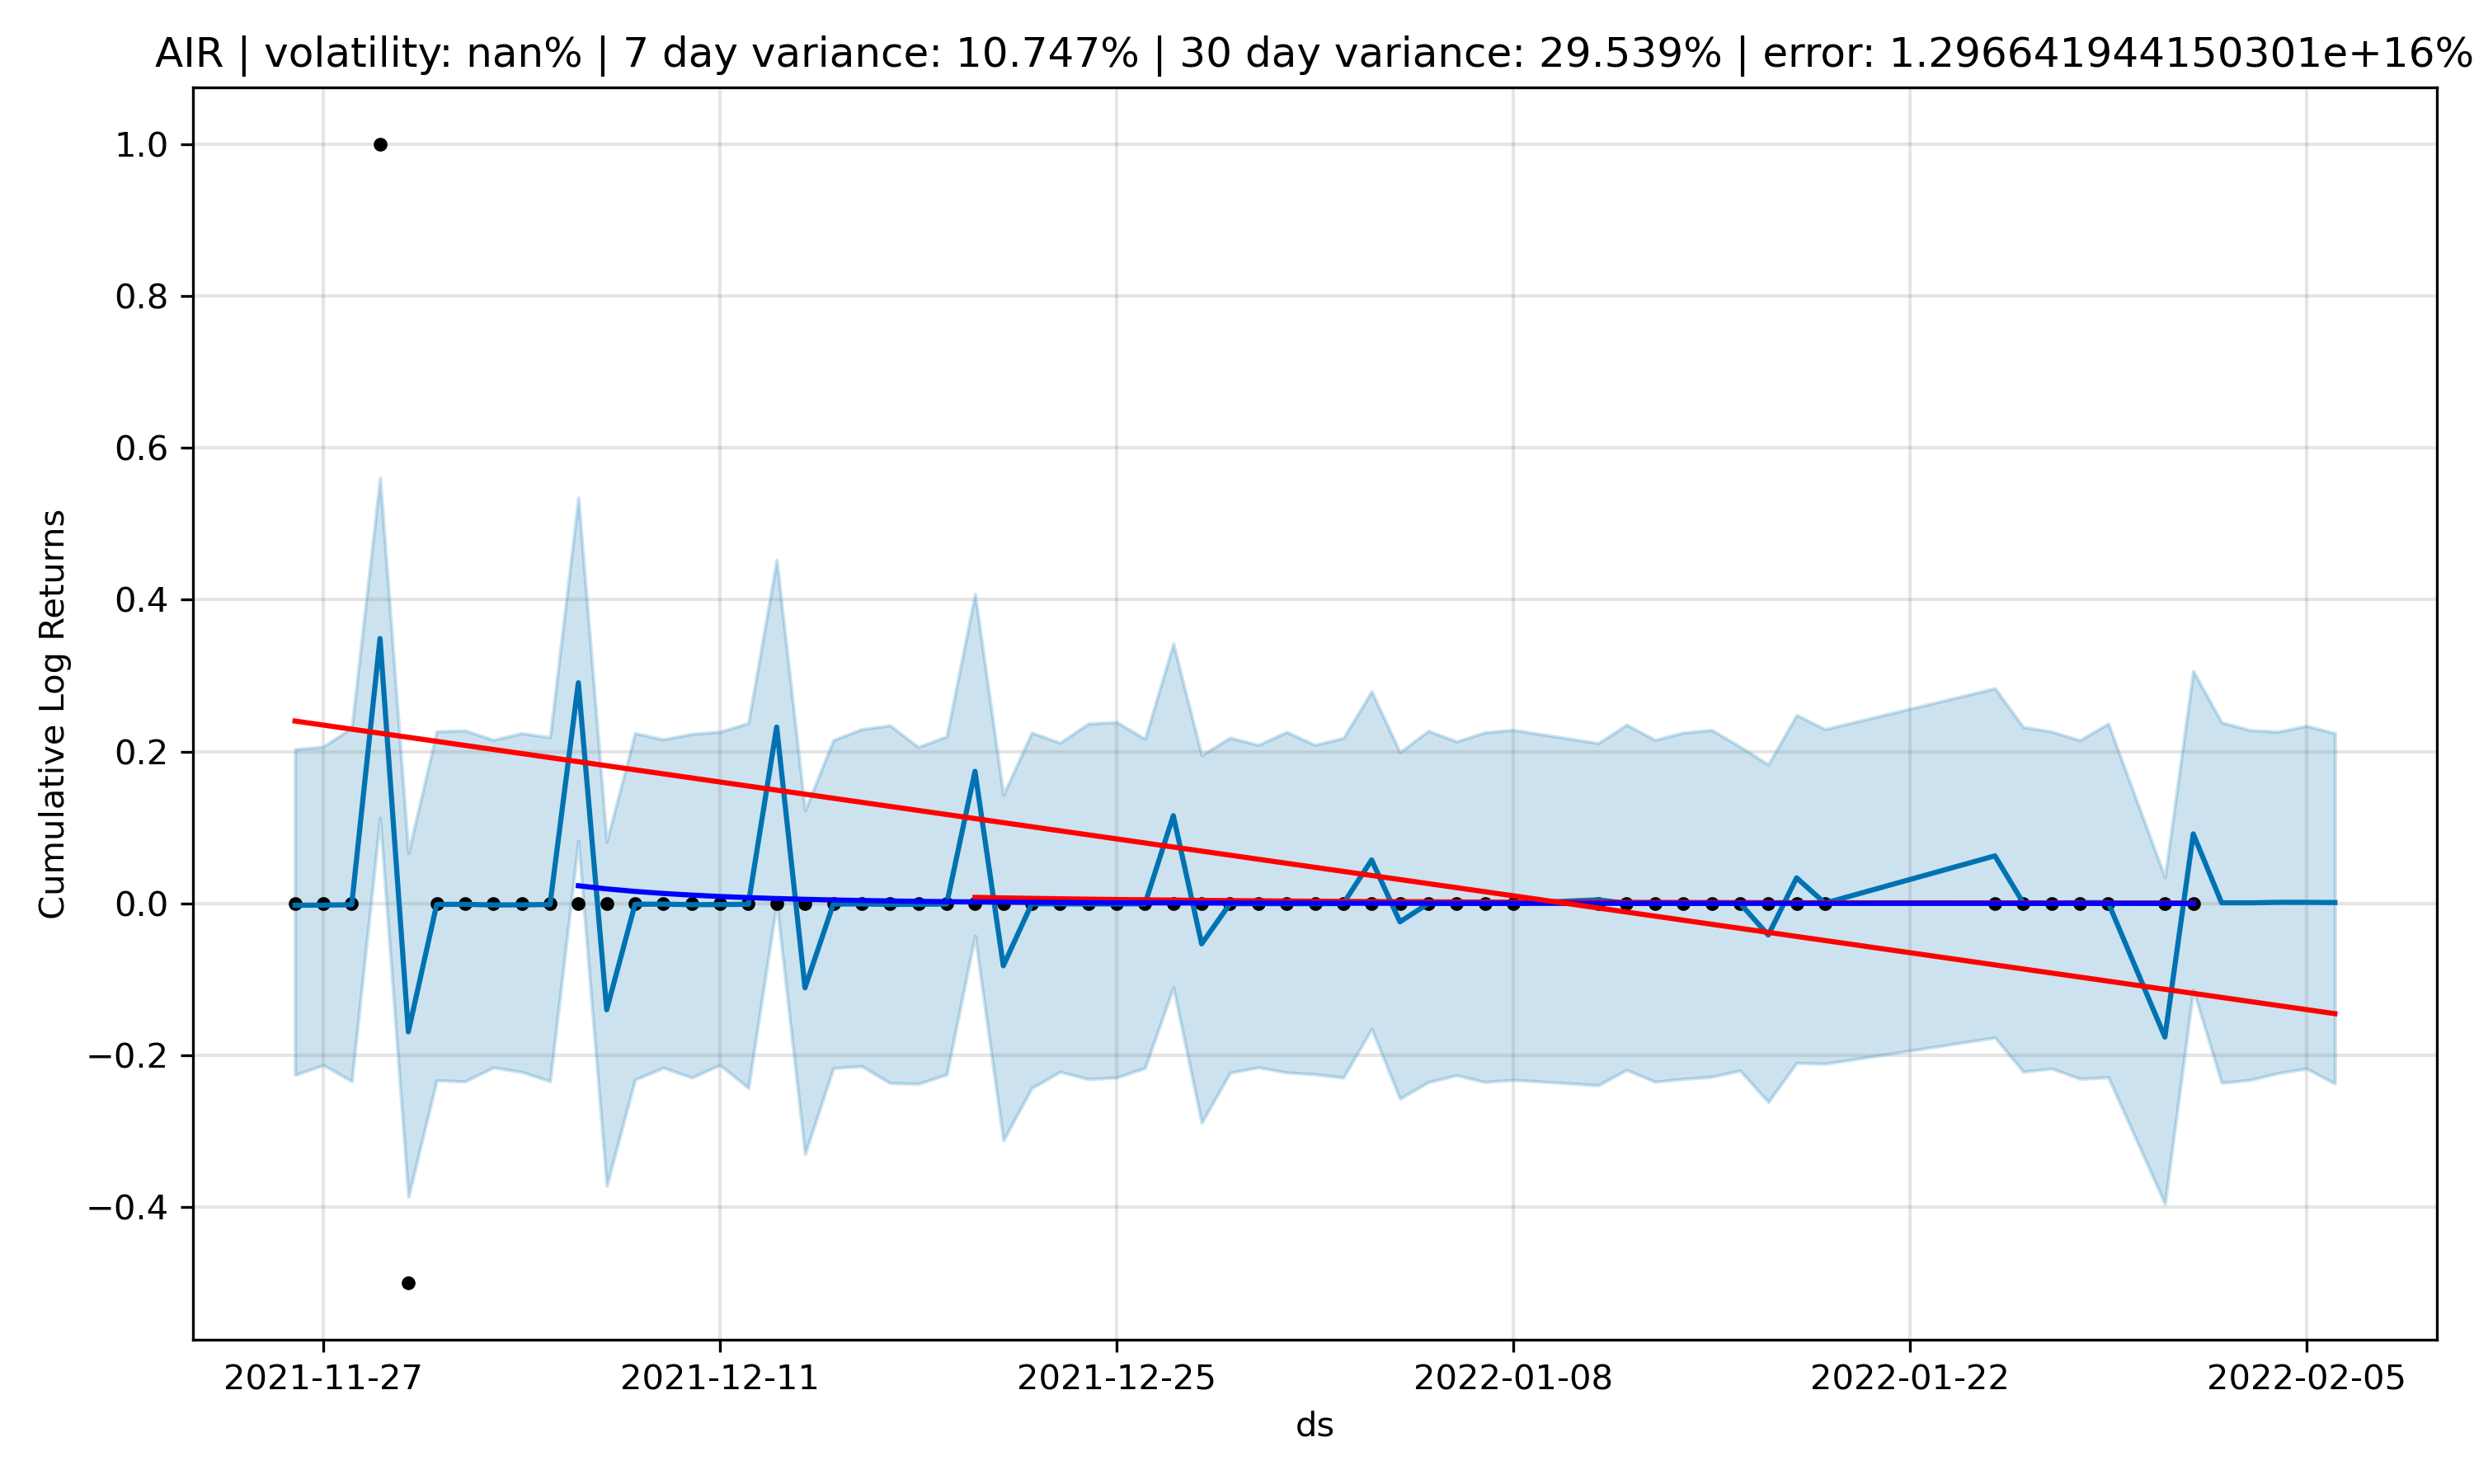 AIR | volatility: nan% | 7 day variance: 10.747% | 30 day variance: 29.539% | error: 1.296641944150301e+16%
1.0
0.8
0.6
0.4
0.2
0.0
−0.2
−0.4
Cumulative Log Returns
2021-11-27 2021-12-11 2021-12-25 2022-01-08 2022-01-22 2022-02-05
ds